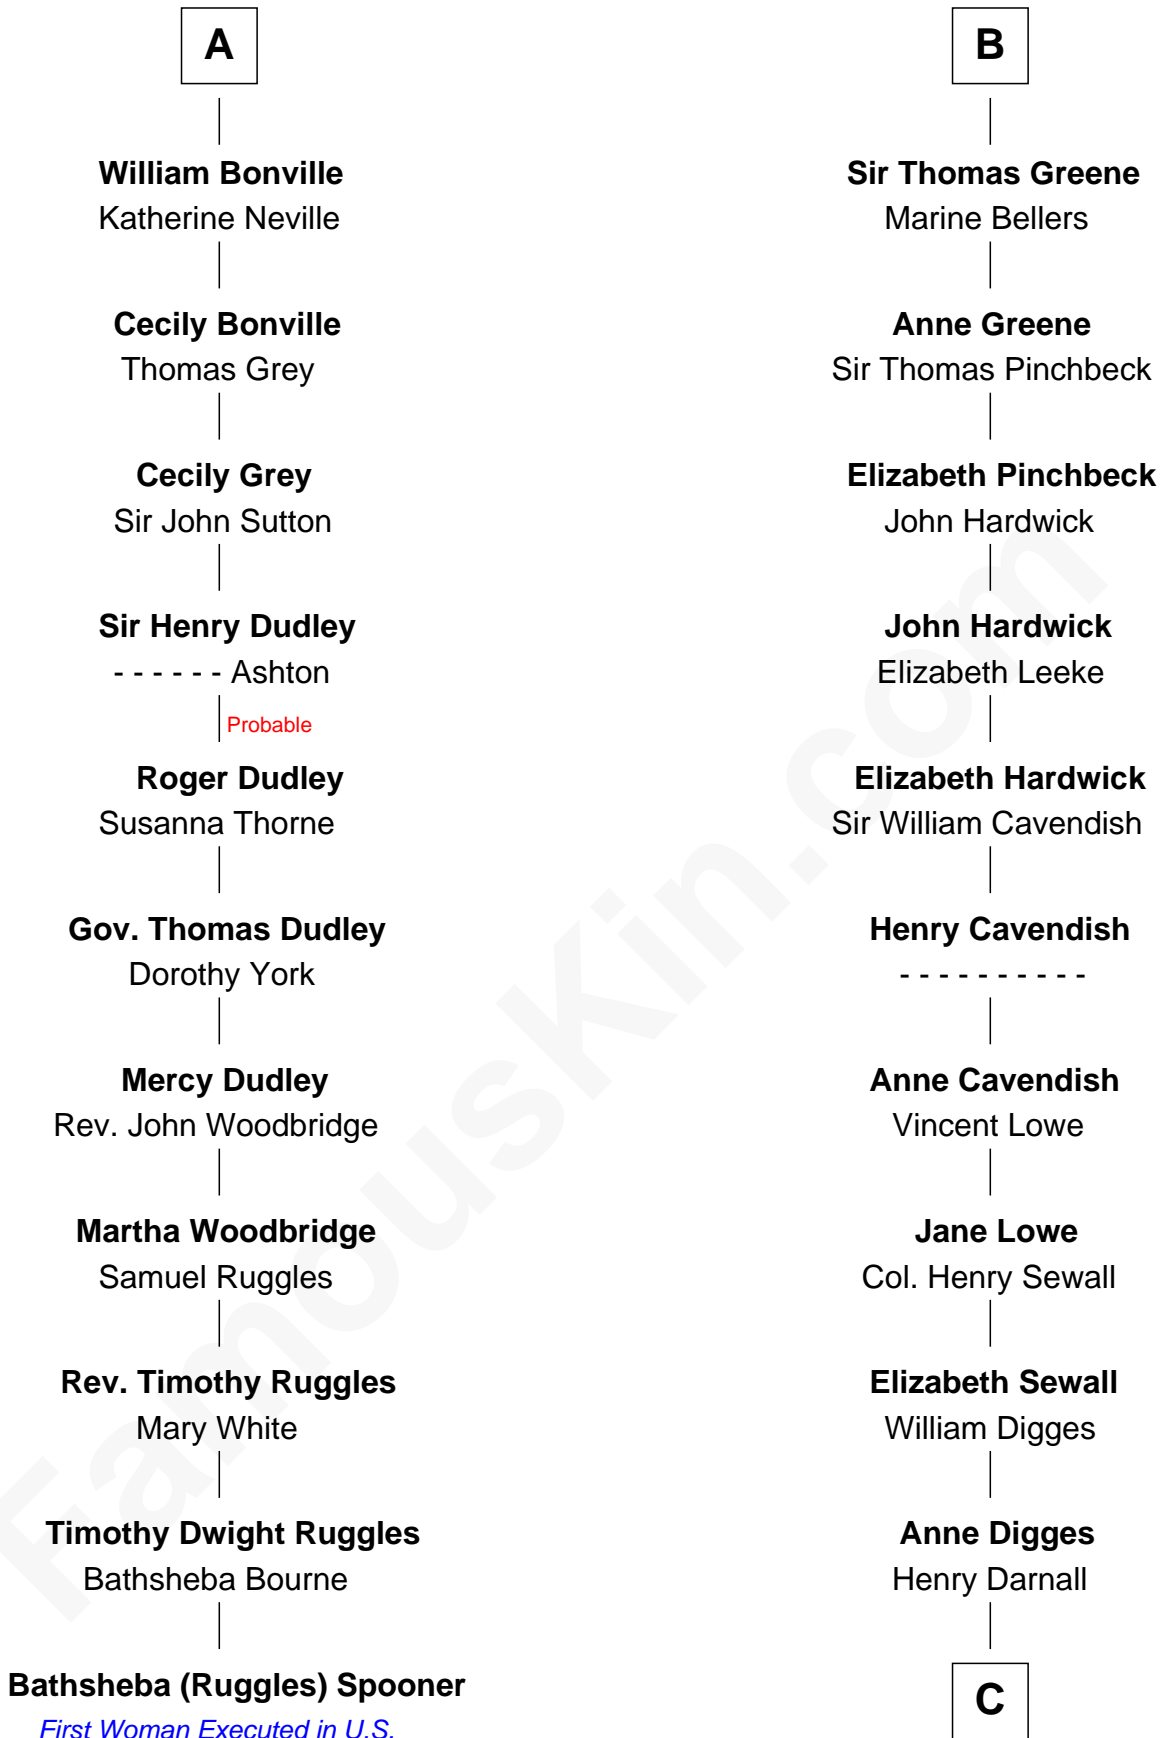 A
William Bonville
Katherine Neville
Cecily Bonville
Thomas Grey
Cecily Grey
Sir John Sutton
Sir Henry Dudley
- - - - - - Ashton
Probable
Roger Dudley
Susanna Thorne
Gov. Thomas Dudley
Dorothy York
Mercy Dudley
Rev. John Woodbridge
Martha Woodbridge
Samuel Ruggles
Rev. Timothy Ruggles
Mary White
Timothy Dwight Ruggles
Bathsheba Bourne
Bathsheba (Ruggles) Spooner
First Woman Executed in U.S.
B
Sir Thomas Greene
Marine Bellers
Anne Greene
Sir Thomas Pinchbeck
Elizabeth Pinchbeck
John Hardwick
John Hardwick
Elizabeth Leeke
Elizabeth Hardwick
Sir William Cavendish
Henry Cavendish
- - - - - - - - - -
Anne Cavendish
Vincent Lowe
Jane Lowe
Col. Henry Sewall
Elizabeth Sewall
William Digges
Anne Digges
Henry Darnall
C
FamousKin.com